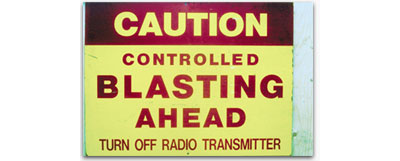 CAUTION
CONTROLLED
BLASTING
AHEAD
TURN OFF RADIO TRANSMITTER